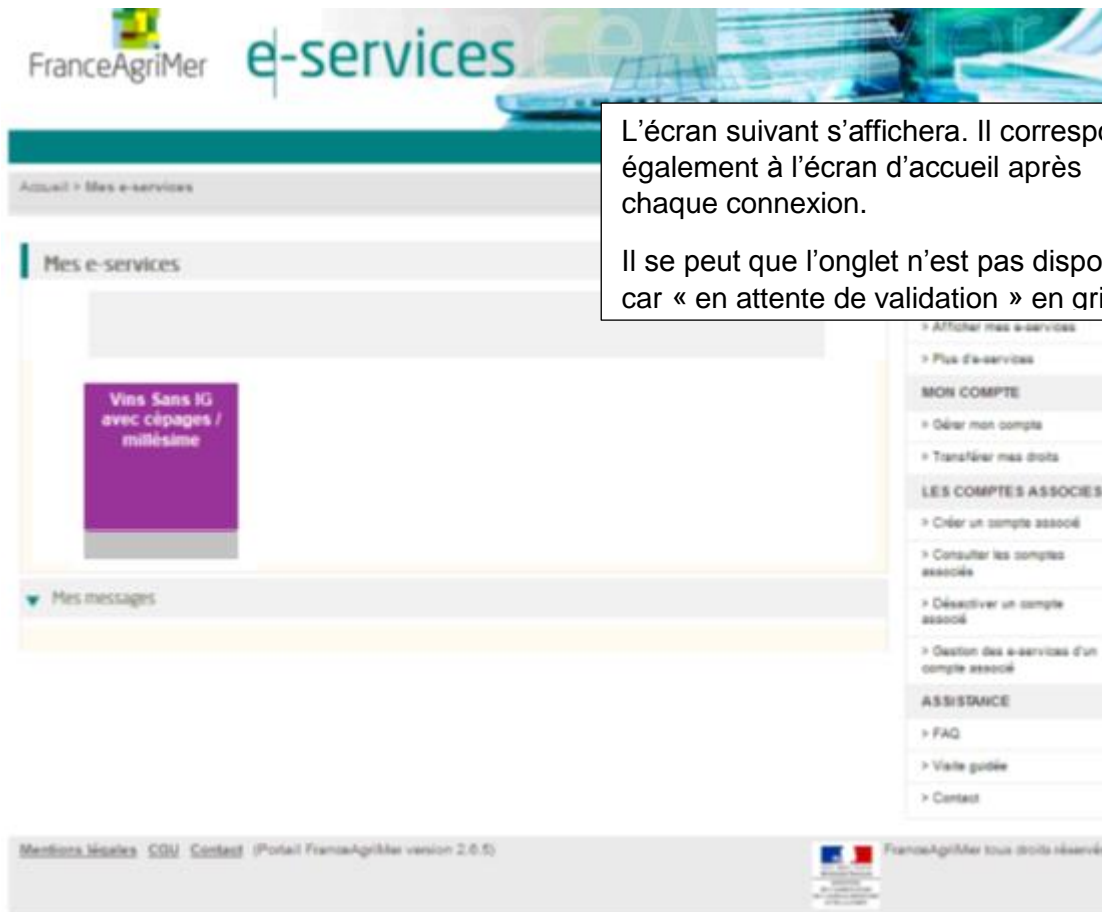 FranceAgriMer
e-services
L'écran suivant s'affichera. Il correspo
également à l'écran d'accueil après
chaque connexion.
Il se peut que l'onglet n'est pas dispo
car « en attente de validation » en gri
Accueil > Mes e-services
Mes e-services
Vins Sans IG
avec cépages /
millésime
Mes messages
> Afficher mes e-services
> Plus d'e-services
MON COMPTE
> Gérer mon compte
> Transférer mes droits
LES COMPTES ASSOCIES
> Créer un compte associé
> Consulter les comptes
associés
> Désactiver un compte
associé
> Gestion des e-services d'un
compte associé
ASSISTANCE
> FAQ
> Visite guidée
> Contact
Mentions légales CGU Contact (Portail FranceAgriMer version 2.6.5)
FranceAgriMer tous droits réservé